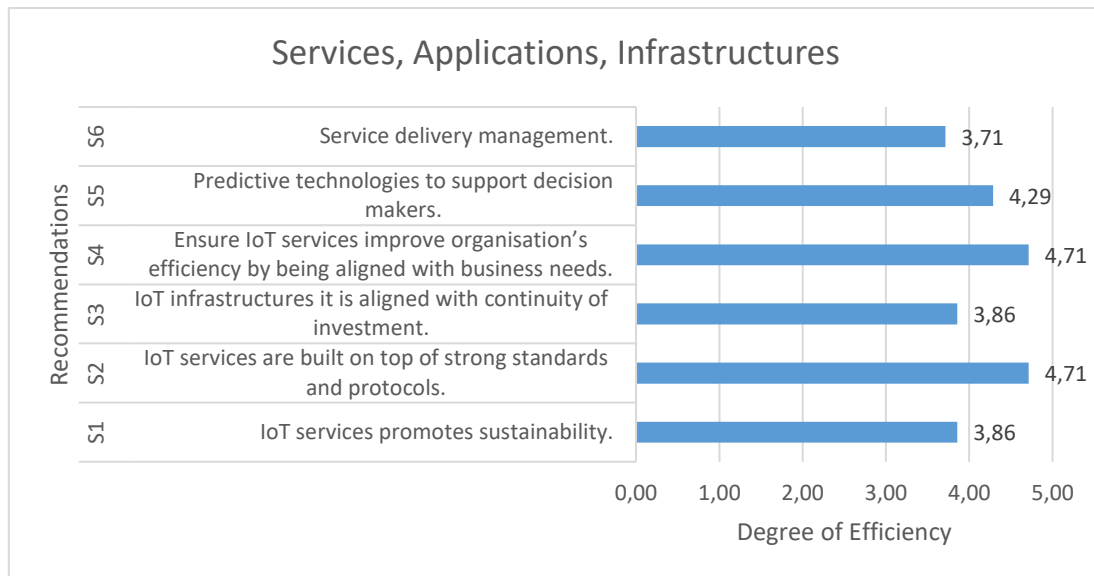 Services, Applications, Infrastructures
Recommendations
S6
Service delivery management.
3,71
S5
Predictive technologies to support decision
makers.
4,29
S4
Ensure IoT services improve organisation’s
efficiency by being aligned with business needs.
4,71
S3
IoT infrastructures it is aligned with continuity of
investment.
3,86
S2
IoT services are built on top of strong standards
and protocols.
4,71
S1
IoT services promotes sustainability.
3,86
0,00 1,00 2,00 3,00 4,00 5,00
Degree of Efficiency